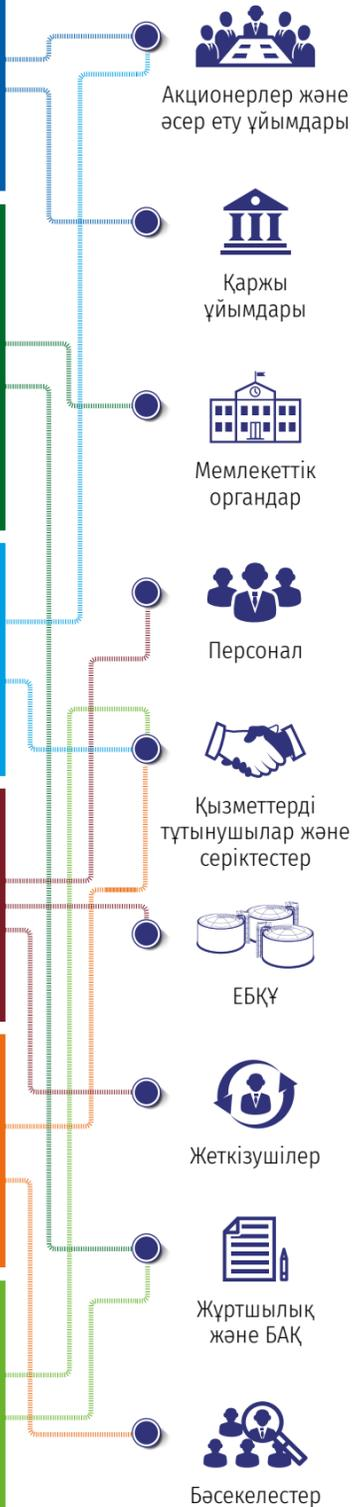 Акционерлер және
әсер ету ұйымдары
Қаржы
ұйымдары
Мемлекеттік
органдар
Персонал
Қызметтерді
тұтынушылар және
серіктестер
ЕБҚҰ
Жеткізушілер
Жұртшылық
және БАҚ
Бәсекелестер